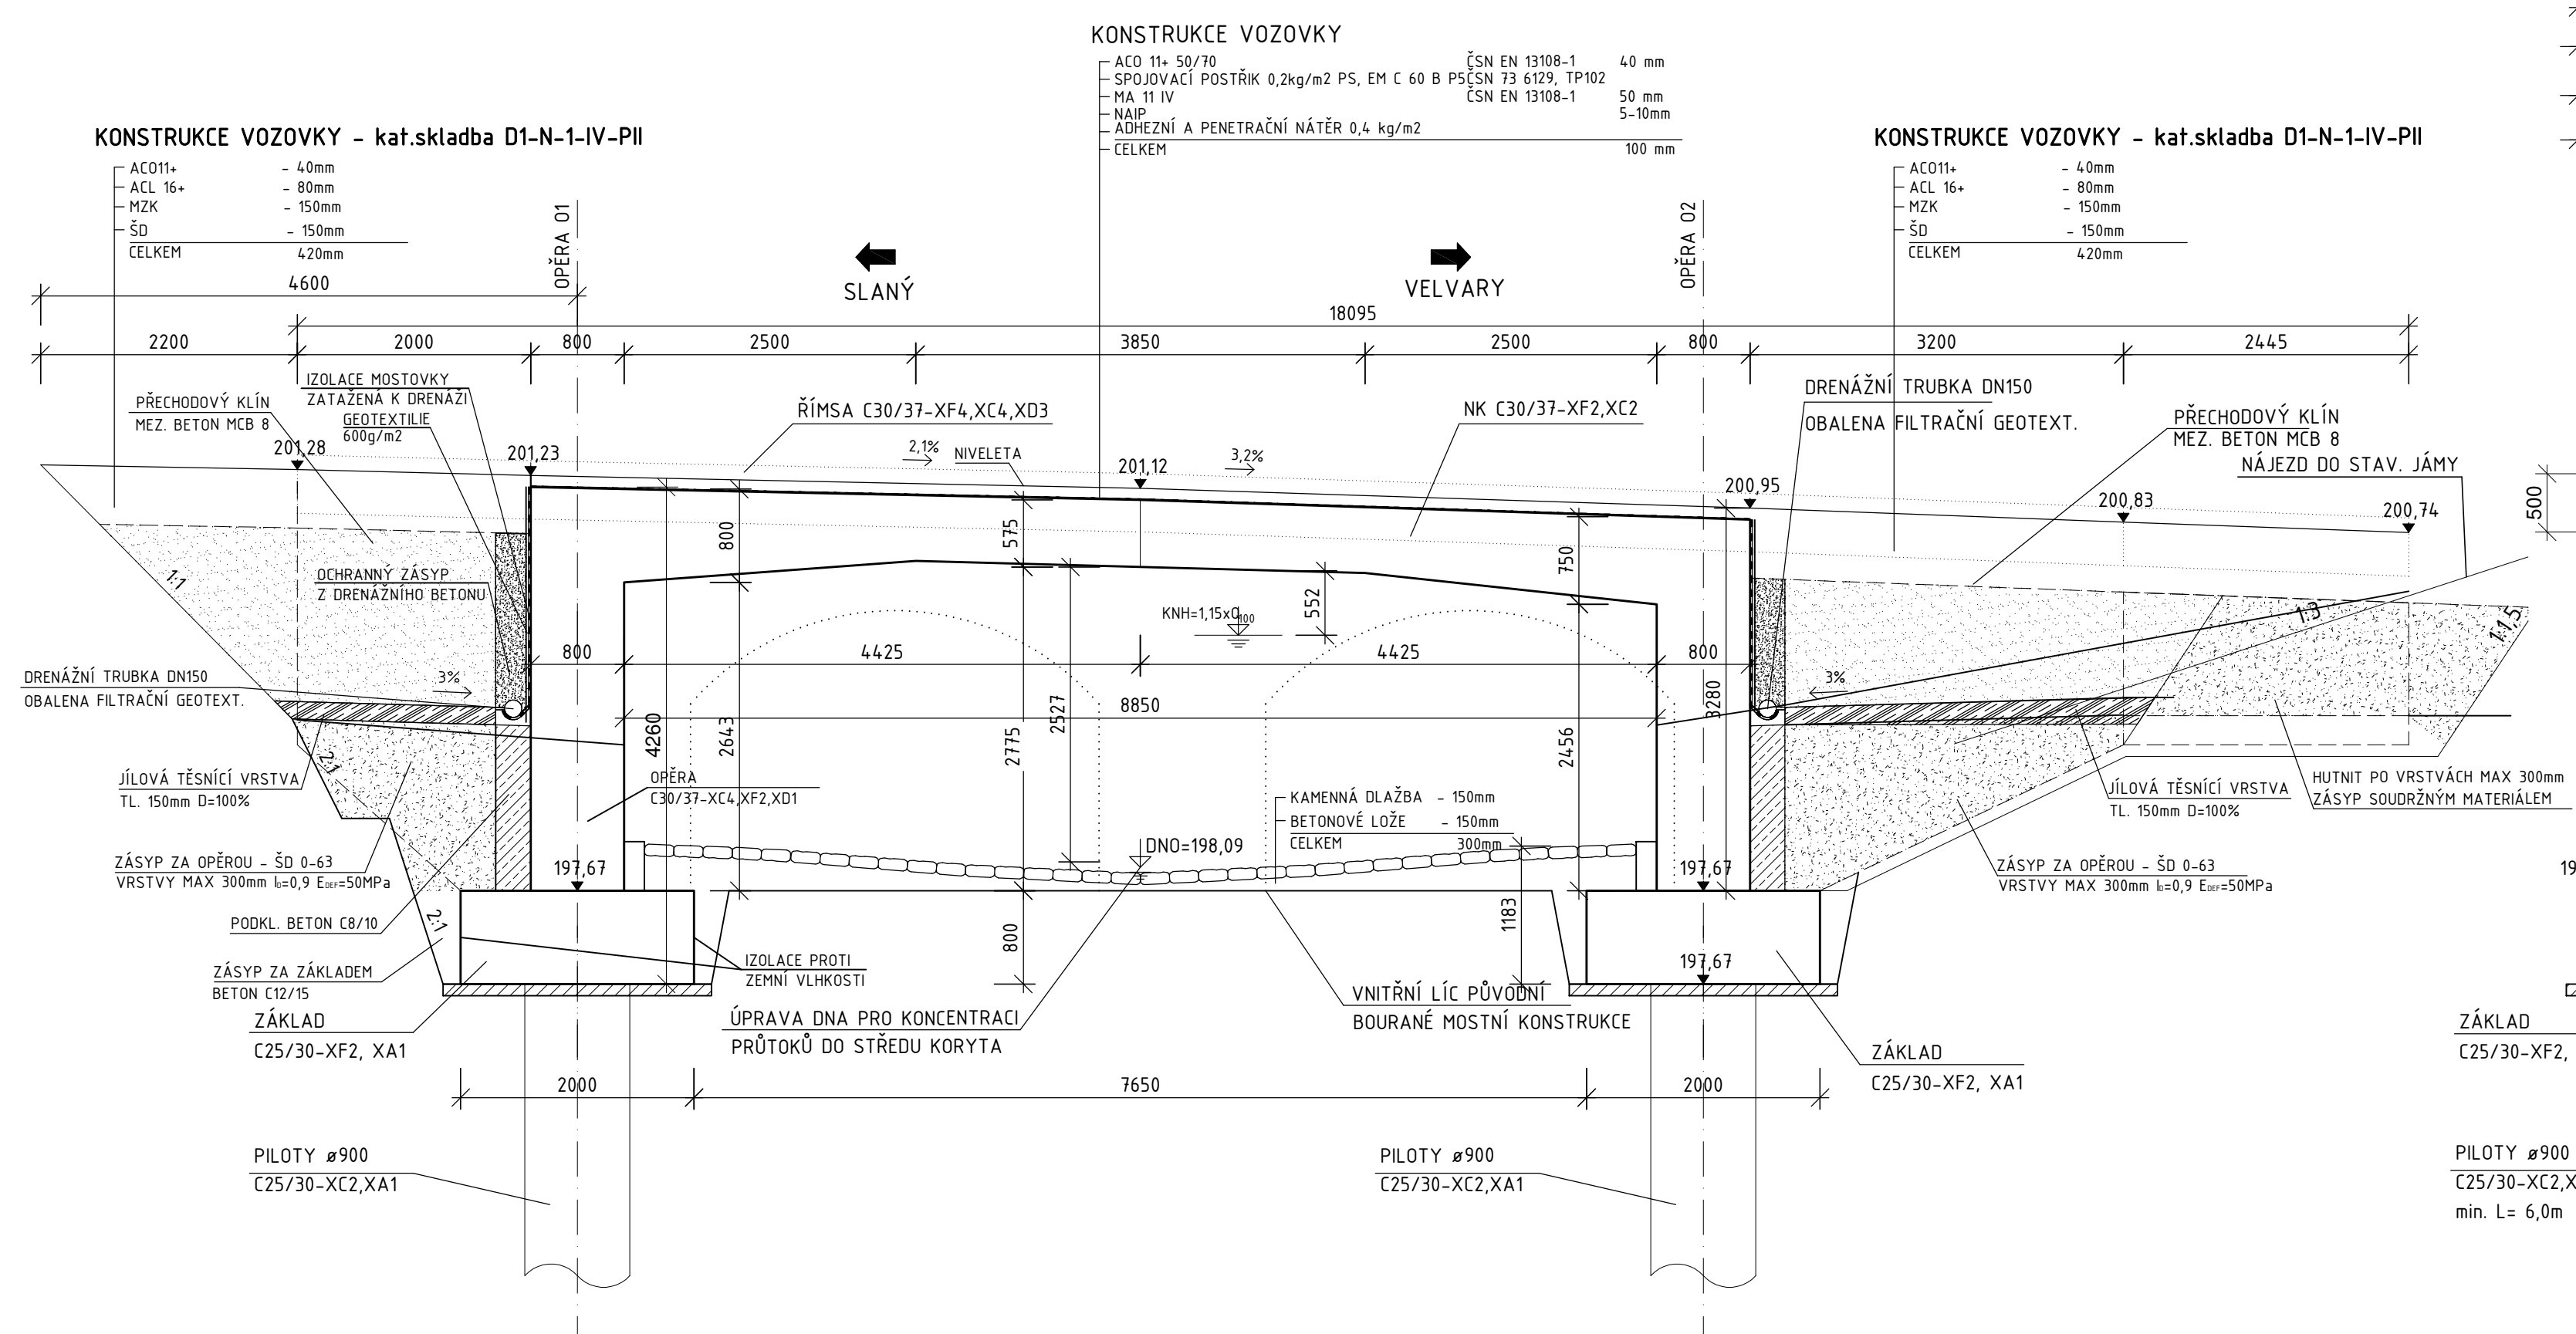 KONSTRUKCE VOZOVKY
ACO 11+ 50/70 ČSN EN 13108-1 40 mm
SPOJOVACÍ POSTŘIK 0,2kg/m2 PS, EM C 60 B P5 ČSN 73 6129, TP102
MA 11 IV ČSN EN 13108-1 50 mm
NAIP 5-10mm
ADHEZNÍ A PENETRAČNÍ NÁTĚR 0,4 kg/m2
CELKEM 100 mm
KONSTRUKCE VOZOVKY - kat.skladba D1-N-1-IV-PII
ACO11+ - 40mm
ACL 16+ - 80mm
MZK - 150mm
ŠD - 150mm
CELKEM 420mm
KONSTRUKCE VOZOVKY - kat.skladba D1-N-1-IV-PII
ACO11+ - 40mm
ACL 16+ - 80mm
MZK - 150mm
ŠD - 150mm
CELKEM 420mm
OPĚRA 01
OPĚRA 02
SLANÝ
VELVARY
4600
18095
2200 2000 800 2500 3850 2500 800 3200 2445
IZOLACE MOSTOVKY
ZATAŽENÁ K DRENÁŽI
GEOTEXTILIE
600g/m2
PŘECHODOVÝ KLÍN
MEZ. BETON MCB 8
ŘÍMSA C30/37-XF4,XC4,XD3
NK C30/37-XF2,XC2
DRENÁŽNÍ TRUBKA DN150
OBALENA FILTRAČNÍ GEOTEXT.
PŘECHODOVÝ KLÍN
MEZ. BETON MCB 8
NÁJEZD DO STAV. JÁMY
201,28 201,23 201,12 200,95 200,83 200,74
2,1%
NIVELETA
3,2%
500
800
575
750
552
1:1
OCHRANNÝ ZÁSYP
Z DRENÁŽNÍHO BETONU
KNH=1,15xQ100
1:3
1:1,5
800 4425 4425 800
DRENÁŽNÍ TRUBKA DN150
OBALENA FILTRAČNÍ GEOTEXT.
3%
3%
8850
4260
2643
2775
2527
2456
3280
2:1
JÍLOVÁ TĚSNÍCÍ VRSTVA
TL. 150mm D=100%
OPĚRA
C30/37-XC4,XF2,XD1
KAMENNÁ DLAŽBA - 150mm
BETONOVÉ LOŽE - 150mm
CELKEM 300mm
DNO=198,09
JÍLOVÁ TĚSNÍCÍ VRSTVA
TL. 150mm D=100%
HUTNIT PO VRSTVÁCH MAX 300mm
ZÁSYP SOUDRŽNÝM MATERIÁLEM
ZÁSYP ZA OPĚROU - ŠD 0-63
VRSTVY MAX 300mm ID=0,9 EDEF=50MPa
197,67
197,67
ZÁSYP ZA OPĚROU - ŠD 0-63
VRSTVY MAX 300mm ID=0,9 EDEF=50MPa
19
PODKL. BETON C8/10
2:1
800
1183
ZÁSYP ZA ZÁKLADEM
BETON C12/15
IZOLACE PROTI
ZEMNÍ VLHKOSTI
197,67
ZÁKLAD
C25/30-XF2, XA1
ÚPRAVA DNA PRO KONCENTRACI
PRŮTOKŮ DO STŘEDU KORYTA
VNITŘNÍ LÍC PŮVODNÍ
BOURANÉ MOSTNÍ KONSTRUKCE
ZÁKLAD
C25/30-XF2, XA1
ZÁKLAD
C25/30-XF2,
2000 7650 2000
PILOTY ø900
C25/30-XC2,XA1
PILOTY ø900
C25/30-XC2,XA1
PILOTY ø900
C25/30-XC2,X
min. L= 6,0m